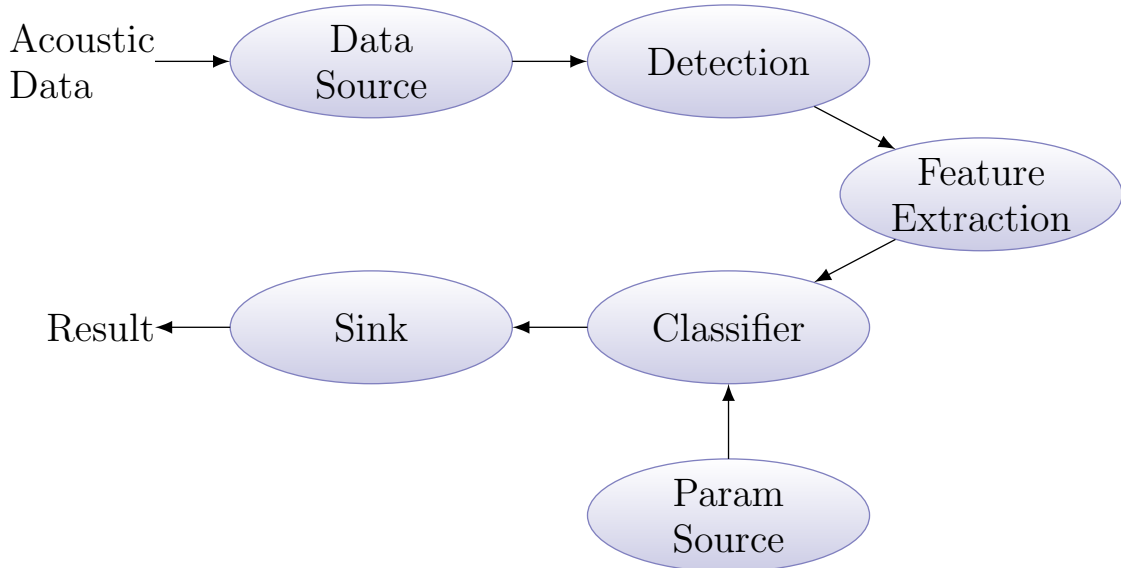 Acoustic
Data
Data
Source
Detection
Feature
Extraction
Classifier
Sink
Result
Param
Source